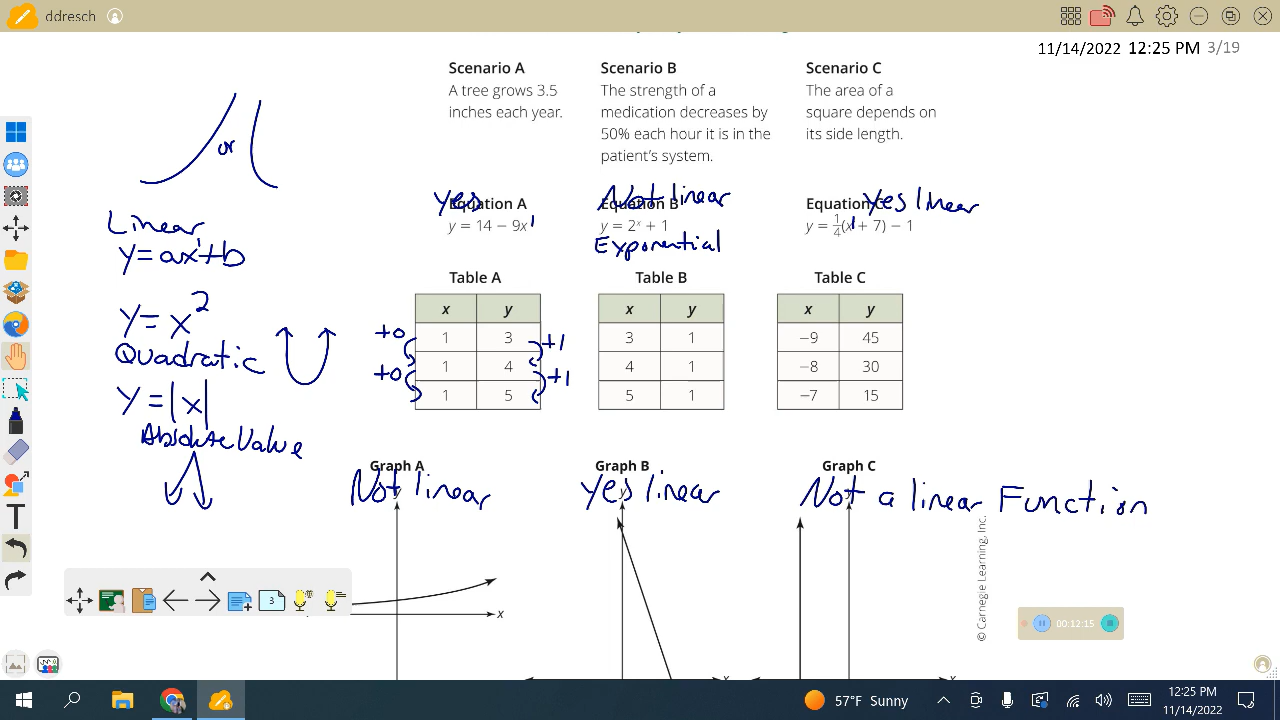 ddresch
11/14/2022 12:25 PM 3/19
Scenario A
A tree grows 3.5
inches each year.
Scenario B
The strength of a
medication decreases by
50% each hour it is in the
patient's system.
Scenario C
The area of a
square depends on
its side length.
or
Linear
y=ax¹+b
y=x²
Quadratic
y=|x|
Absolute Value
Yes
Equation A
y = 14 − 9x¹
Not linear
Equation B
y = 2ˣ + 1
Exponential
Yes linear
y = 1/4(x¹ + 7) − 1
Table A
x y
1 3
1 4
1 5
+0 +1
+0 +1
Table B
x y
3 1
4 1
5 1
Table C
x y
−9 45
−8 30
−7 15
Graph A
Not linear
y
x
Graph B
Yes linear
y
x
Graph C
Not a linear Function
y
x
© Carnegie Learning, Inc.
T
3
00:12:15
57°F Sunny
12:25 PM
11/14/2022